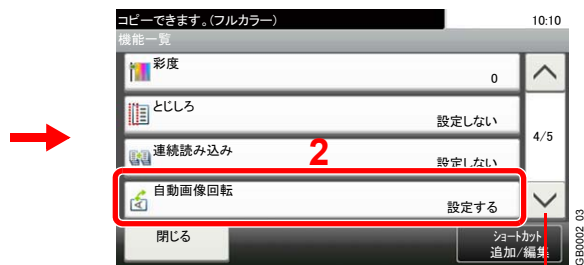 コピーできます。(フルカラー)
10:10
機能一覧
彩度
0
とじしろ
設定しない
4/5
連続読み込み
2
設定しない
自動画像回転
設定する
閉じる
ショートカット
追加/編集
GB0002 03